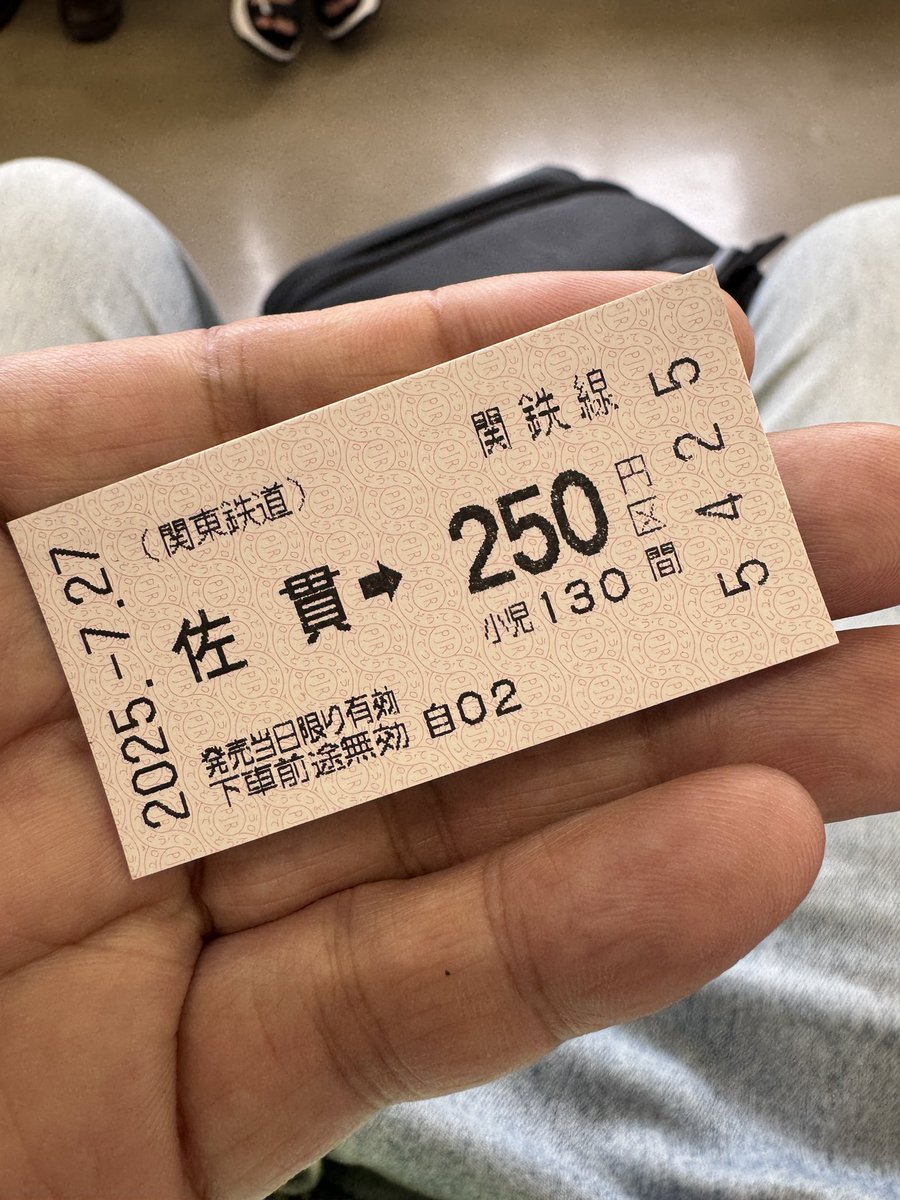 (関東鉄道)
関鉄線
佐貫➡250円区間
小児130
発売当日限り有効
下車前途無効 自02
2025.-7.27
5425